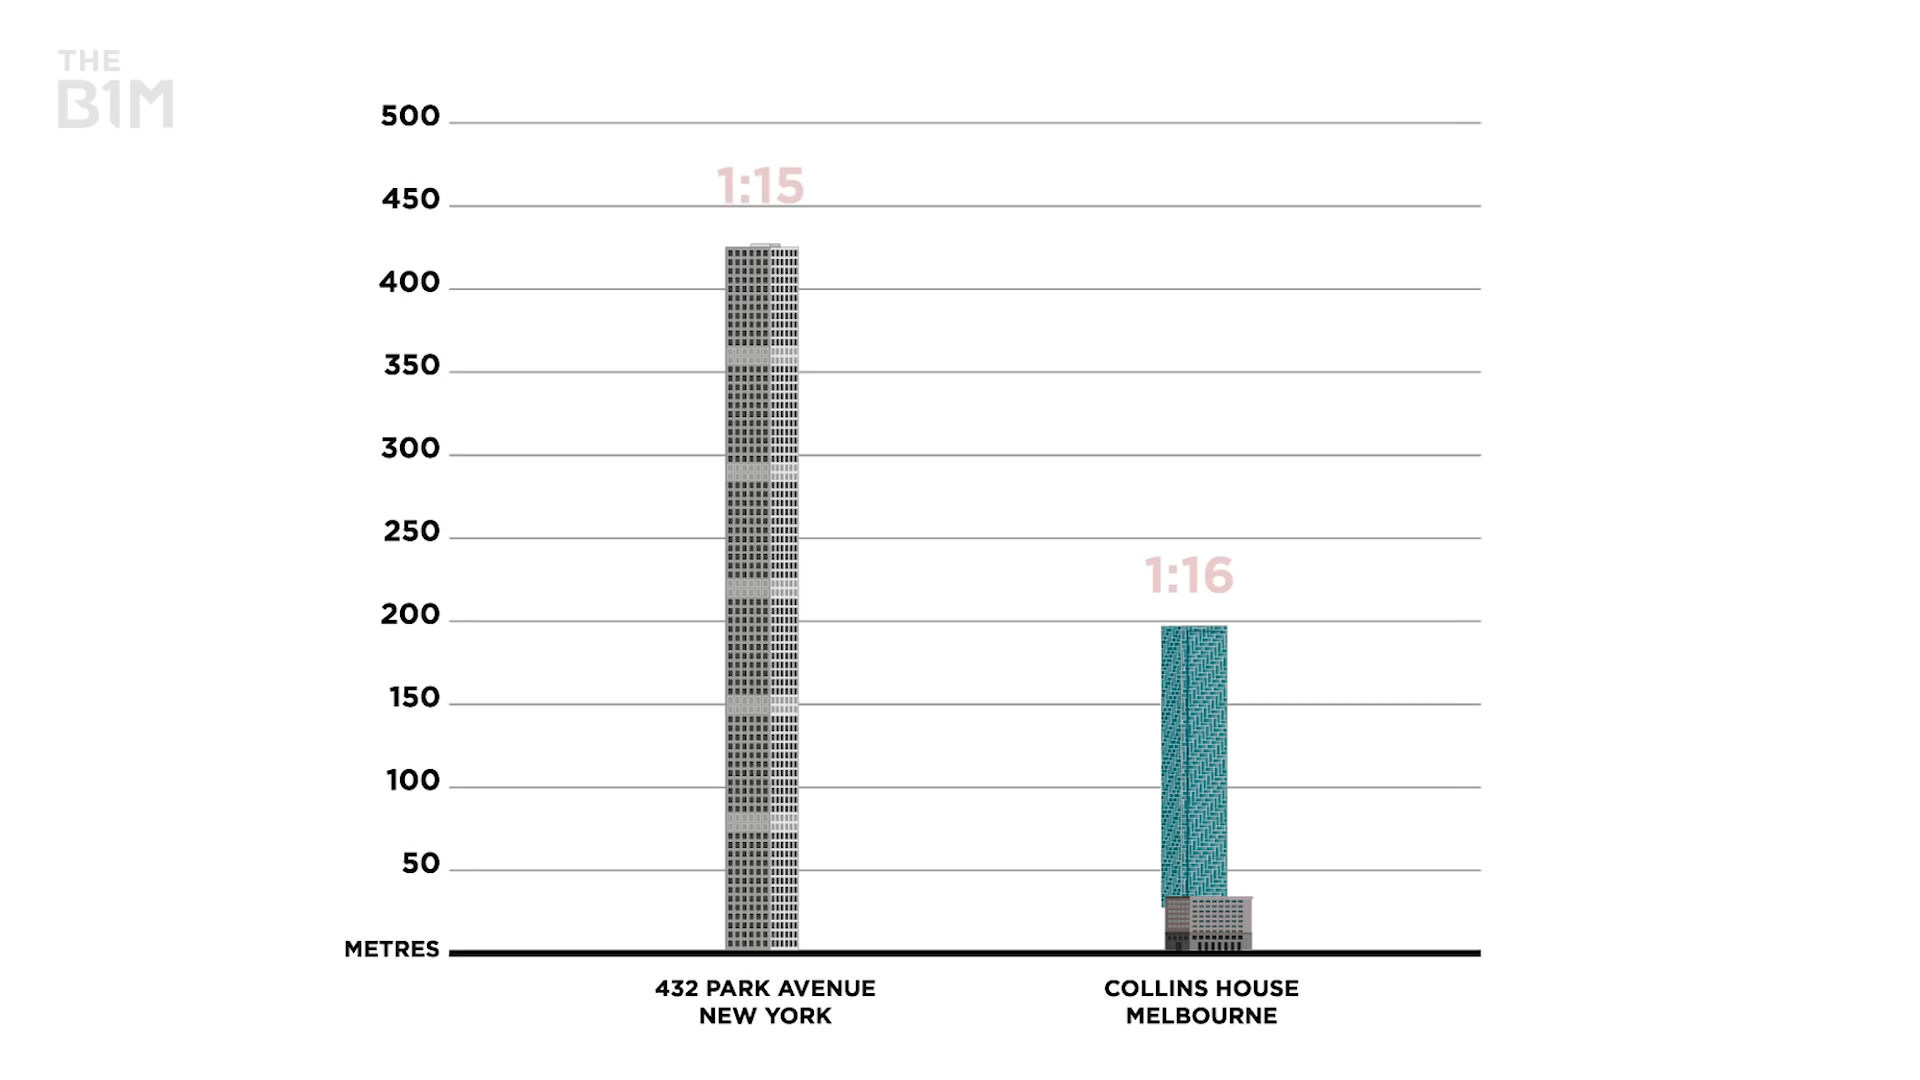 THE
B1M
500
1:15
450
400
350
300
250
1:16
200
150
100
50
METRES
432 PARK AVENUE
NEW YORK
COLLINS HOUSE
MELBOURNE